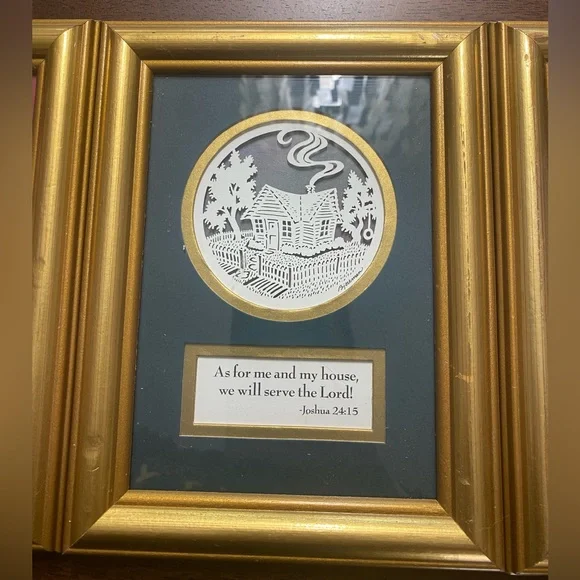 As for me and my house,
we will serve the Lord!
-Joshua 24:15